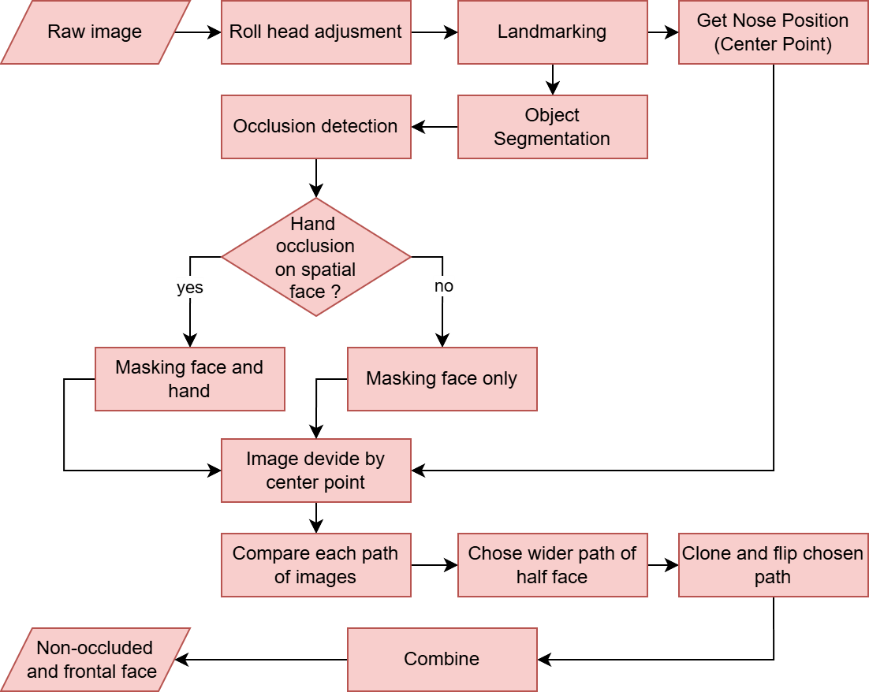 Raw image
Roll head adjusment
Landmarking
Get Nose Position
(Center Point)
Occlusion detection
Object
Segmentation
Hand
occlusion
on spatial
face ?
yes
no
Masking face and
hand
Masking face only
Image devide by
center point
Compare each path
of images
Chose wider path of
half face
Clone and flip chosen
path
Non-occluded
and frontal face
Combine